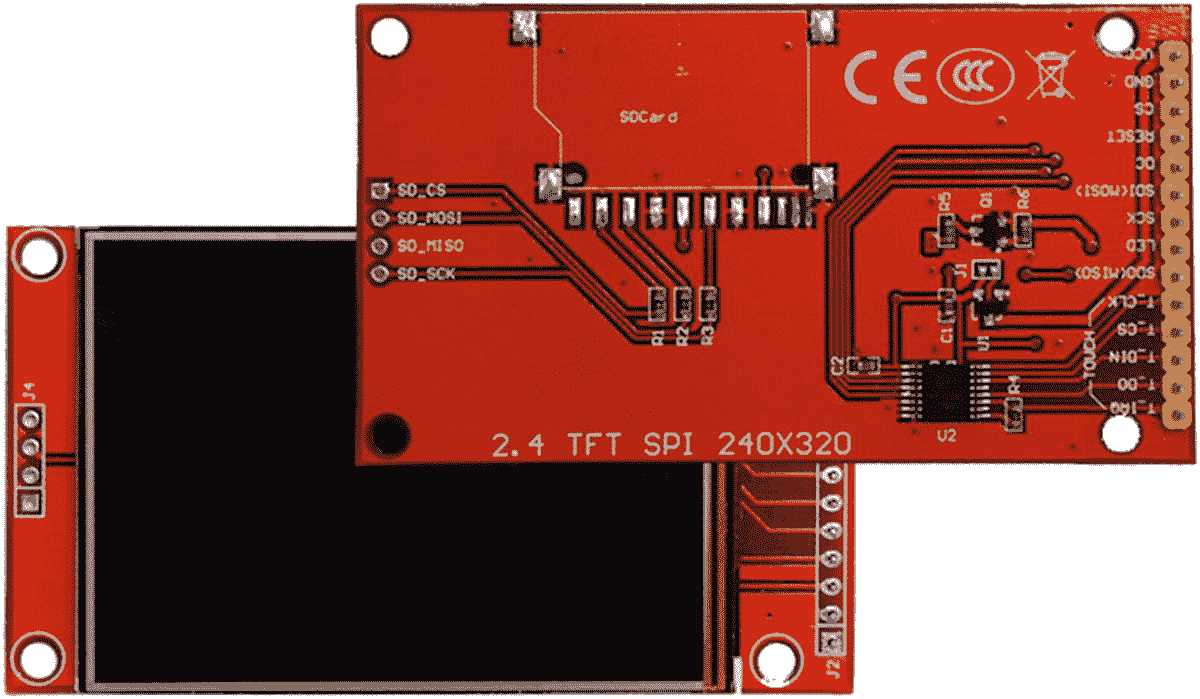 SDCard
VCC
GND
CS
RESET
DC
SDI(MOSI)
SCK
LED
SDO(MISO)
T_CLK
T_CS
T_DIN
T_DO
T_IRQ
TOUCH
SD_CS
SD_MOSI
SD_MISO
SD_SCK
R5
Q1
R6
J1
C1
U1
R1
R2
R3
C2
R4
U2
2.4 TFT SPI 240X320
J4
J2
CE
CCC